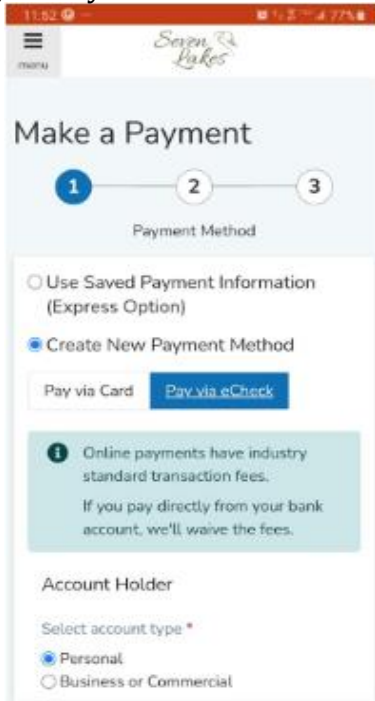 11:52
77%
menu
Seven
Lakes
Make a Payment
1
2
3
Payment Method
Use Saved Payment Information
(Express Option)
Create New Payment Method
Pay via Card
Pay via eCheck
Online payments have industry
standard transaction fees.
If you pay directly from your bank
account, we'll waive the fees.
Account Holder
Select account type *
Personal
Business or Commercial